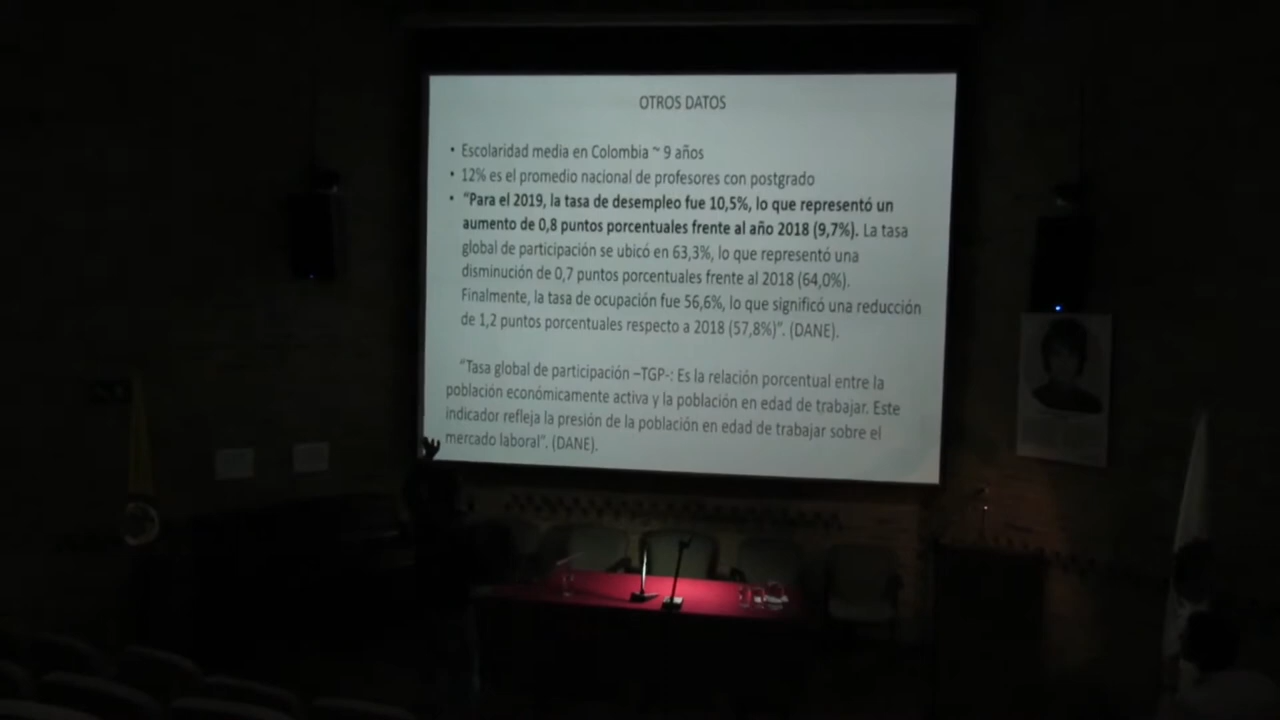 OTROS DATOS
• Escolaridad media en Colombia ~ 9 años
• 12% es el promedio nacional de profesores con postgrado
• “Para el 2019, la tasa de desempleo fue 10,5%, lo que representó un
aumento de 0,8 puntos porcentuales frente al año 2018 (9,7%). La tasa
global de participación se ubicó en 63,3%, lo que representó una
disminución de 0,7 puntos porcentuales frente al 2018 (64,0%).
Finalmente, la tasa de ocupación fue 56,6%, lo que significó una reducción
de 1,2 puntos porcentuales respecto a 2018 (57,8%)”. (DANE).
“Tasa global de participación –TGP-: Es la relación porcentual entre la
población económicamente activa y la población en edad de trabajar. Este
indicador refleja la presión de la población en edad de trabajar sobre el
mercado laboral”. (DANE).